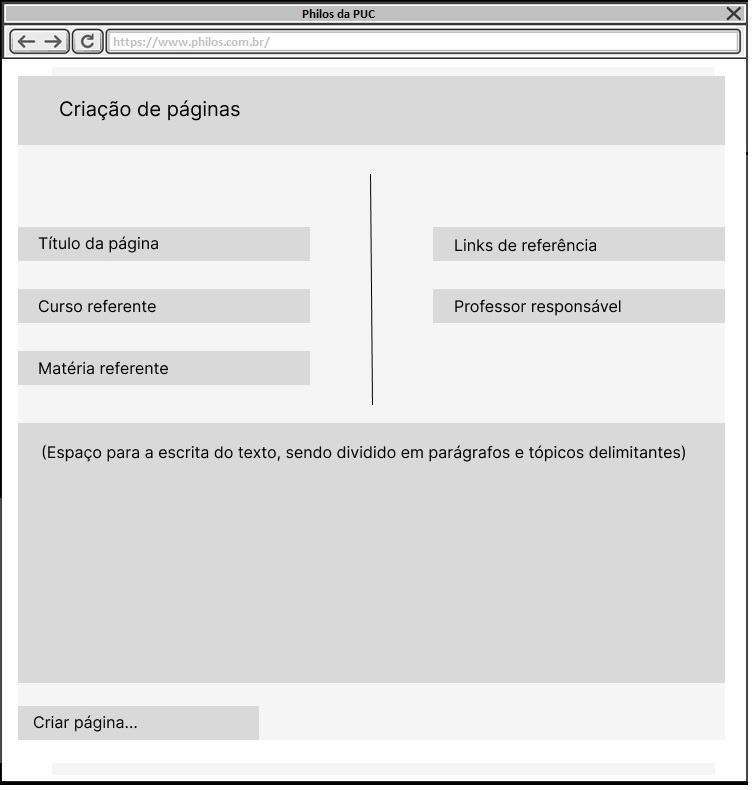 Philos da PUC
https://www.philos.com.br/
Criação de páginas
Título da página
Curso referente
Matéria referente
Links de referência
Professor responsável
(Espaço para a escrita do texto, sendo dividido em parágrafos e tópicos delimitantes)
Criar página...